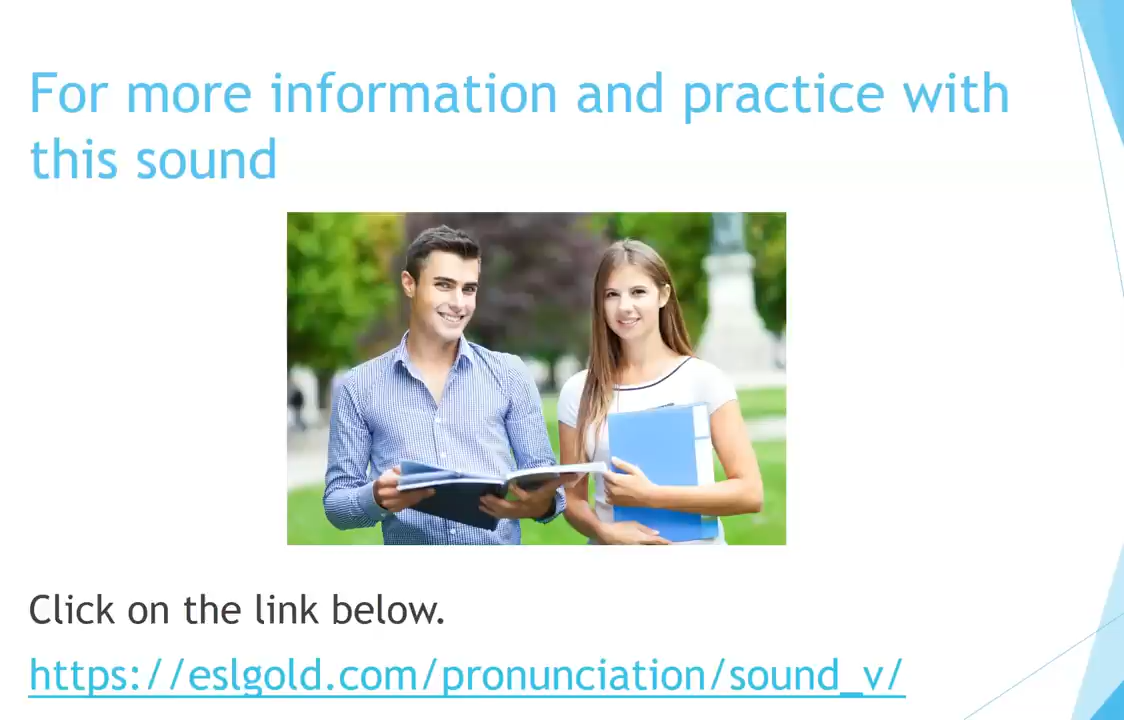 For more information and practice with
this sound
Click on the link below.
https://eslgold.com/pronunciation/sound_v/